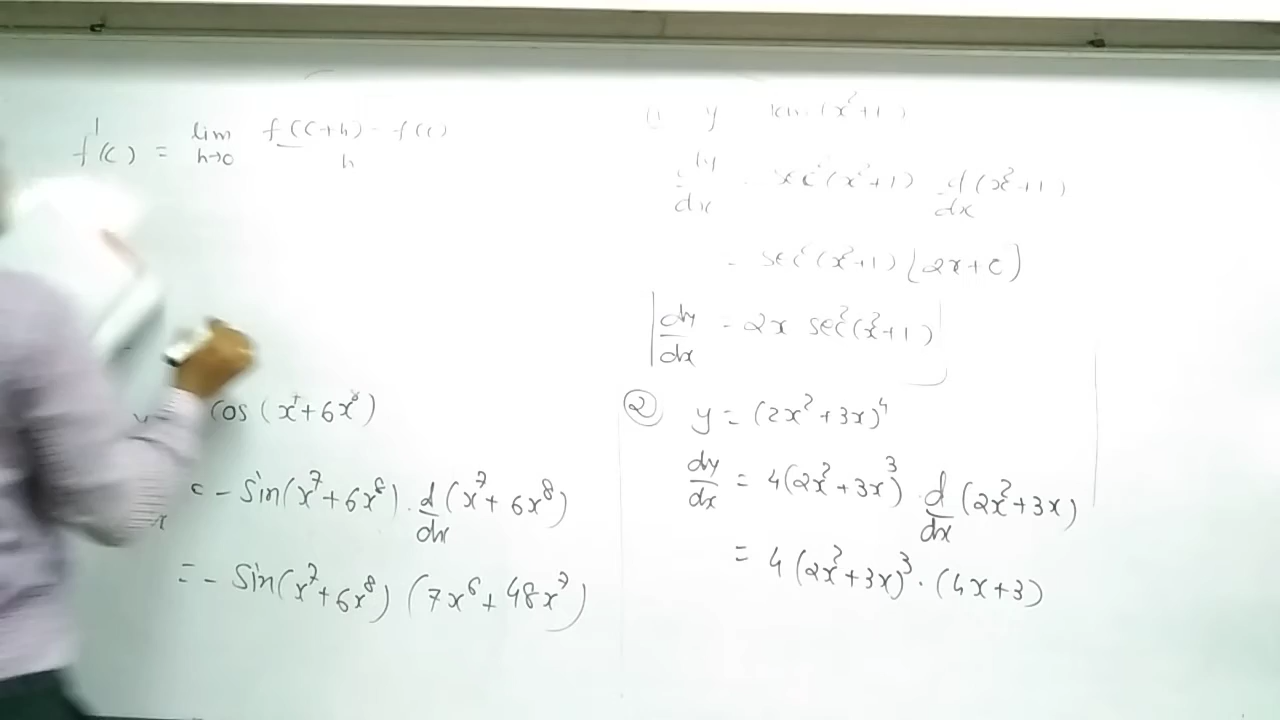 f'(c) = lim h→0 f(c+h) - f(c) / h
cos (x⁷+6x⁸)
= - Sin(x⁷+6x⁸) . d/dx (x⁷+6x⁸)
= - Sin(x⁷+6x⁸) (7x⁶+48x⁷)
y (x²+1)
dy/dx sec²(x²+1) d/dx (x²+1)
= sec²(x²+1) (2x+0)
dy/dx = 2x sec²(x²+1)
② y = (2x²+3x)⁴
dy/dx = 4(2x²+3x)³ . d/dx (2x²+3x)
= 4(2x²+3x)³ . (4x+3)